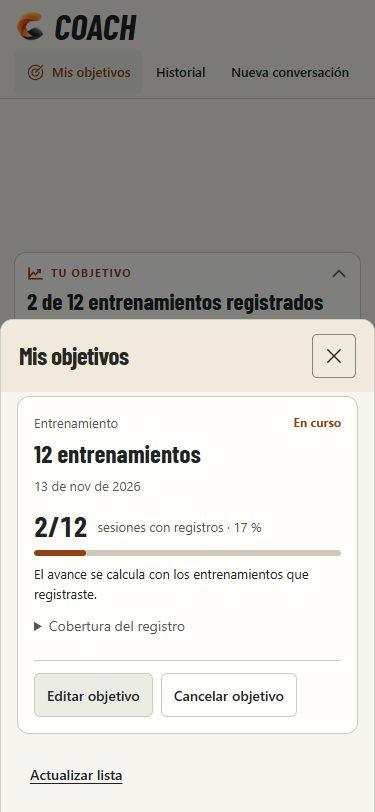 COACH
Mis objetivos
Historial
Nueva conversación
TU OBJETIVO
2 de 12 entrenamientos registrados
Mis objetivos
Entrenamiento
En curso
12 entrenamientos
13 de nov de 2026
2/12 sesiones con registros · 17 %
El avance se calcula con los entrenamientos que
registraste.
Cobertura del registro
Editar objetivo
Cancelar objetivo
Actualizar lista